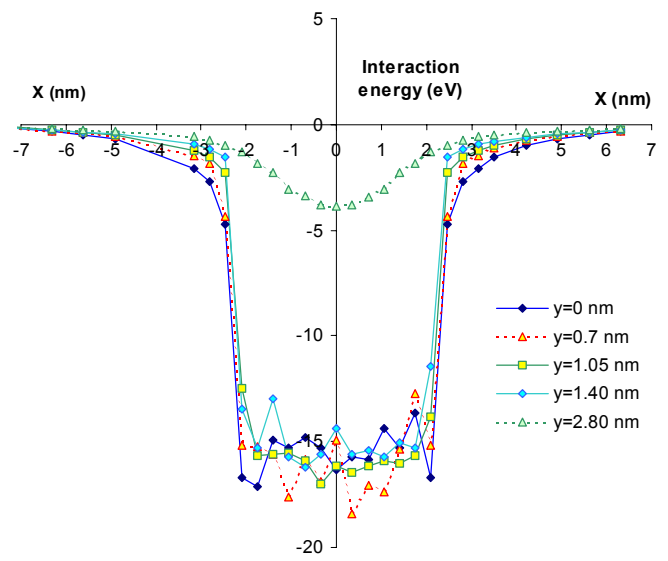 5
Interaction
energy (eV)
X (nm)
X (nm)
0
-7 -6 -5 -4 -3 -2 -1 0 1 2 3 4 5 6 7
-5
y=0 nm
y=0.7 nm
-10
y=1.05 nm
y=1.40 nm
y=2.80 nm
-15
-20